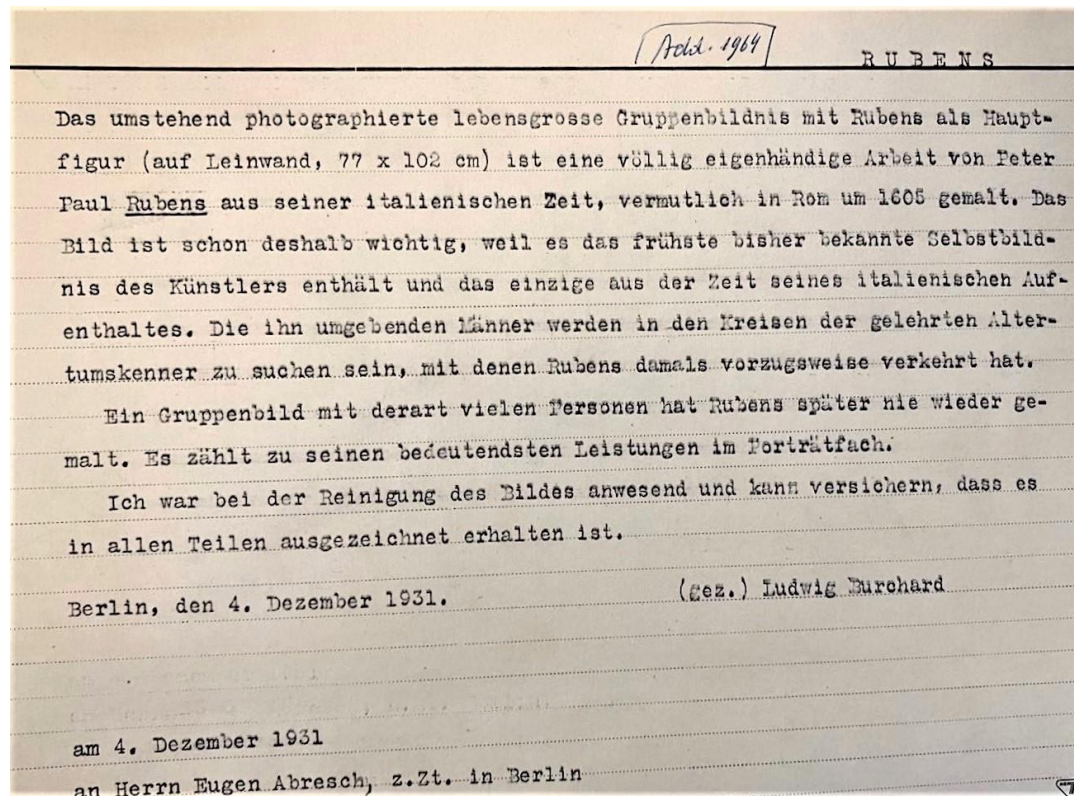 Add. 1964
RUBENS
Das umstehend photographierte lebensgrosse Gruppenbildnis mit Rubens als Haupt-
figur (auf Leinwand, 77 x 102 cm) ist eine völlig eigenhändige Arbeit von Peter
Paul Rubens aus seiner italienischen Zeit, vermutlich in Rom um 1605 gemalt. Das
Bild ist schon deshalb wichtig, weil es das frühste bisher bekannte Selbstbild-
nis des Künstlers enthält und das einzige aus der Zeit seines italienischen Auf-
enthaltes. Die ihn umgebenden Männer werden in den Kreisen der gelehrten Alter-
tumskenner zu suchen sein, mit denen Rubens damals vorzugsweise verkehrt hat.
Ein Gruppenbild mit derart vielen Personen hat Rubens später nie wieder ge-
malt. Es zählt zu seinen bedeutendsten Leistungen im Porträtfach.
Ich war bei der Reinigung des Bildes anwesend und kann versichern, dass es
in allen Teilen ausgezeichnet erhalten ist.
Berlin, den 4. Dezember 1931. (gez.) Ludwig Burchard
am 4. Dezember 1931
an Herrn Eugen Abresch, z.Zt. in Berlin